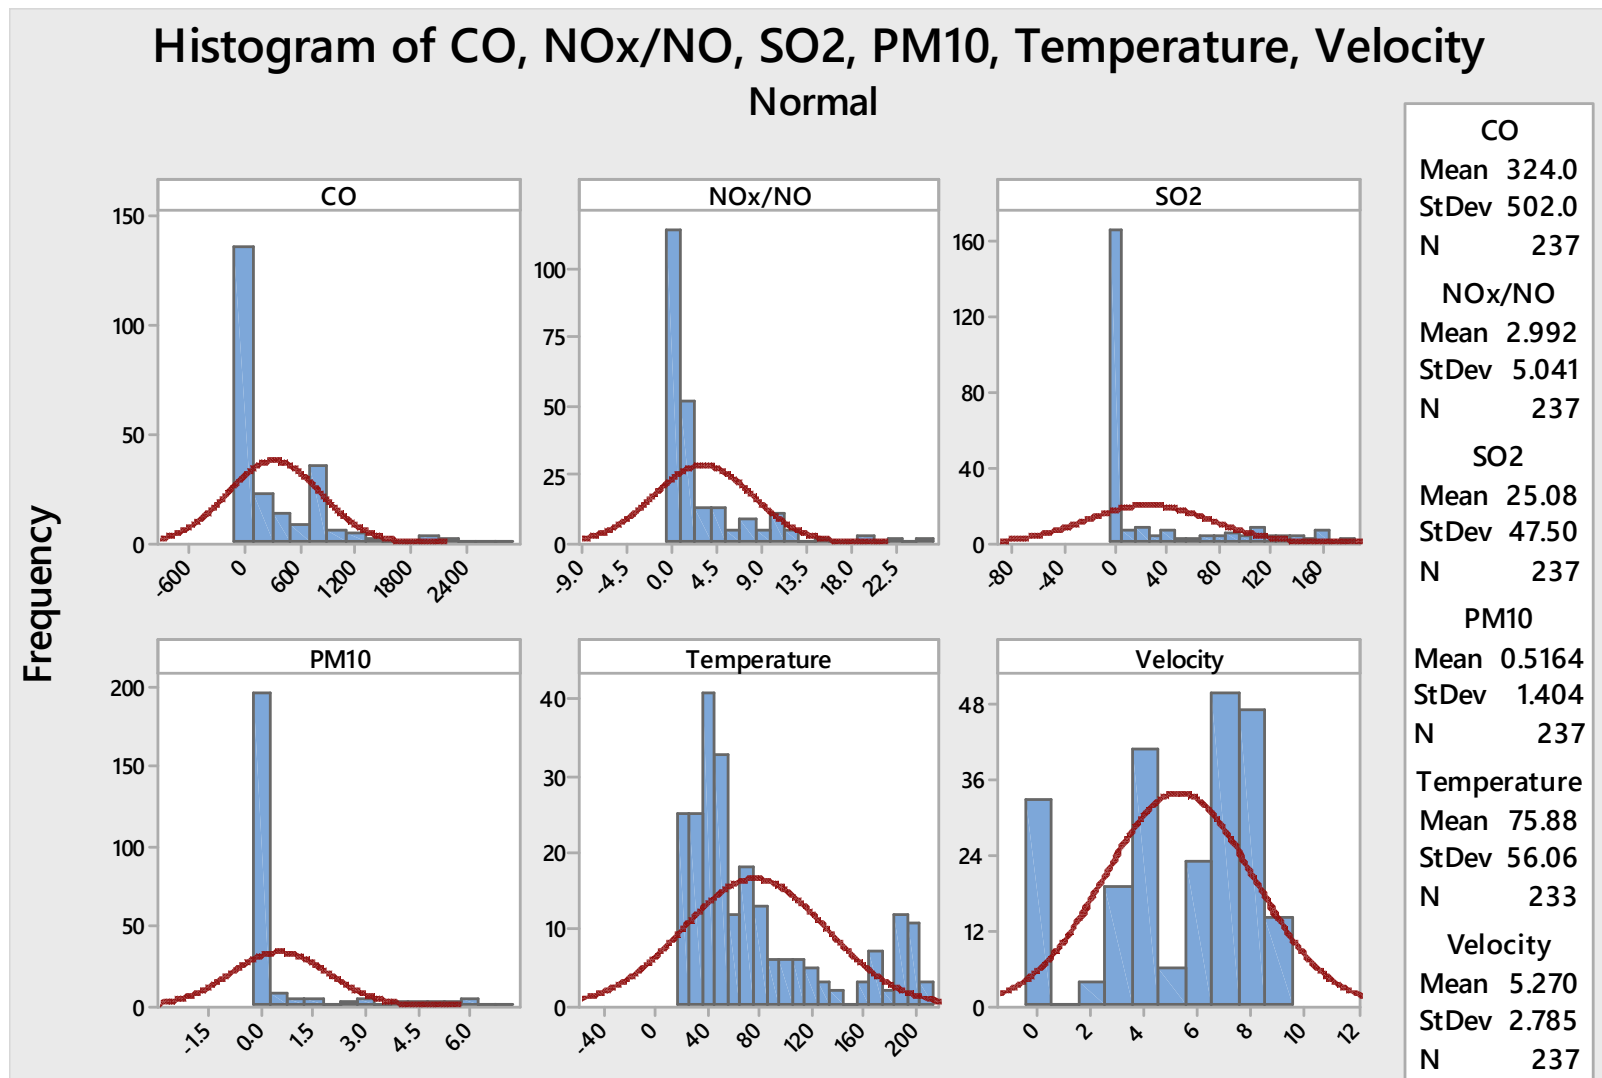 Histogram of CO, NOx/NO, SO2, PM10, Temperature, Velocity
Normal
Frequency
CO
150
100
50
0
-600 0 600 1200 1800 2400
NOx/NO
100
75
50
25
0
-9.0 -4.5 0.0 4.5 9.0 13.5 18.0 22.5
SO2
160
120
80
40
0
-80 -40 0 40 80 120 160
PM10
200
150
100
50
0
-1.5 0.0 1.5 3.0 4.5 6.0
Temperature
40
30
20
10
0
-40 0 40 80 120 160 200
Velocity
48
36
24
12
0
0 2 4 6 8 10 12
CO
Mean 324.0
StDev 502.0
N 237
NOx/NO
Mean 2.992
StDev 5.041
N 237
SO2
Mean 25.08
StDev 47.50
N 237
PM10
Mean 0.5164
StDev 1.404
N 237
Temperature
Mean 75.88
StDev 56.06
N 233
Velocity
Mean 5.270
StDev 2.785
N 237